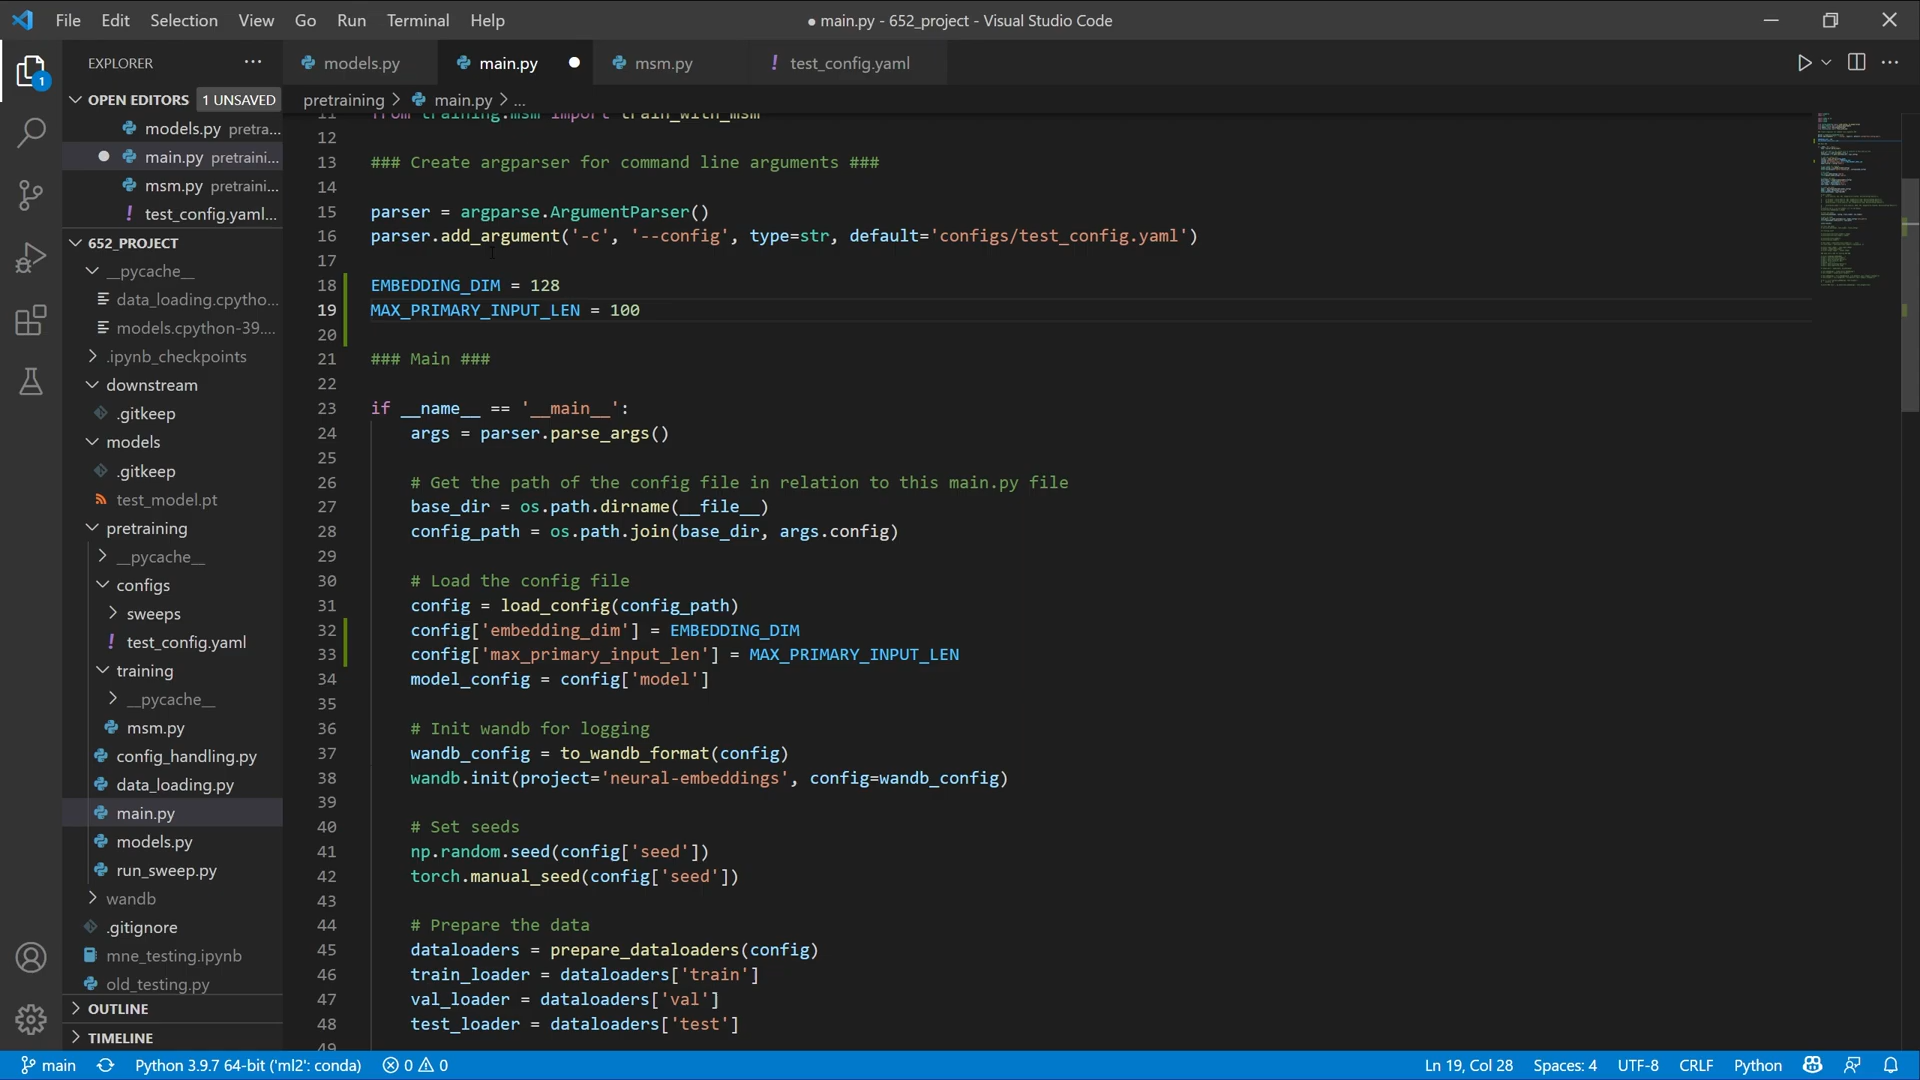 File Edit Selection View Go Run Terminal Help
● main.py - 652_project - Visual Studio Code
1
EXPLORER
OPEN EDITORS 1 UNSAVED
models.py pretra...
main.py pretraini...
msm.py pretraini...
test_config.yaml...
652_PROJECT
__pycache__
data_loading.cpytho...
models.cpython-39....
.ipynb_checkpoints
downstream
.gitkeep
models
.gitkeep
test_model.pt
pretraining
__pycache__
configs
sweeps
test_config.yaml
training
__pycache__
msm.py
config_handling.py
data_loading.py
main.py
models.py
run_sweep.py
wandb
.gitignore
mne_testing.ipynb
old_testing.py
OUTLINE
TIMELINE
models.py main.py msm.py test_config.yaml
pretraining > main.py > ...
11 from training.msm import train_with_msm
12
13 ### Create argparser for command line arguments ###
14
15 parser = argparse.ArgumentParser()
16 parser.add_argument('-c', '--config', type=str, default='configs/test_config.yaml')
17
18 EMBEDDING_DIM = 128
19 MAX_PRIMARY_INPUT_LEN = 100
20
21 ### Main ###
22
23 if __name__ == '__main__':
24 args = parser.parse_args()
25
26 # Get the path of the config file in relation to this main.py file
27 base_dir = os.path.dirname(__file__)
28 config_path = os.path.join(base_dir, args.config)
29
30 # Load the config file
31 config = load_config(config_path)
32 config['embedding_dim'] = EMBEDDING_DIM
33 config['max_primary_input_len'] = MAX_PRIMARY_INPUT_LEN
34 model_config = config['model']
35
36 # Init wandb for logging
37 wandb_config = to_wandb_format(config)
38 wandb.init(project='neural-embeddings', config=wandb_config)
39
40 # Set seeds
41 np.random.seed(config['seed'])
42 torch.manual_seed(config['seed'])
43
44 # Prepare the data
45 dataloaders = prepare_dataloaders(config)
46 train_loader = dataloaders['train']
47 val_loader = dataloaders['val']
48 test_loader = dataloaders['test']
49
main Python 3.9.7 64-bit ('ml2': conda) 0 0 Ln 19, Col 28 Spaces: 4 UTF-8 CRLF Python